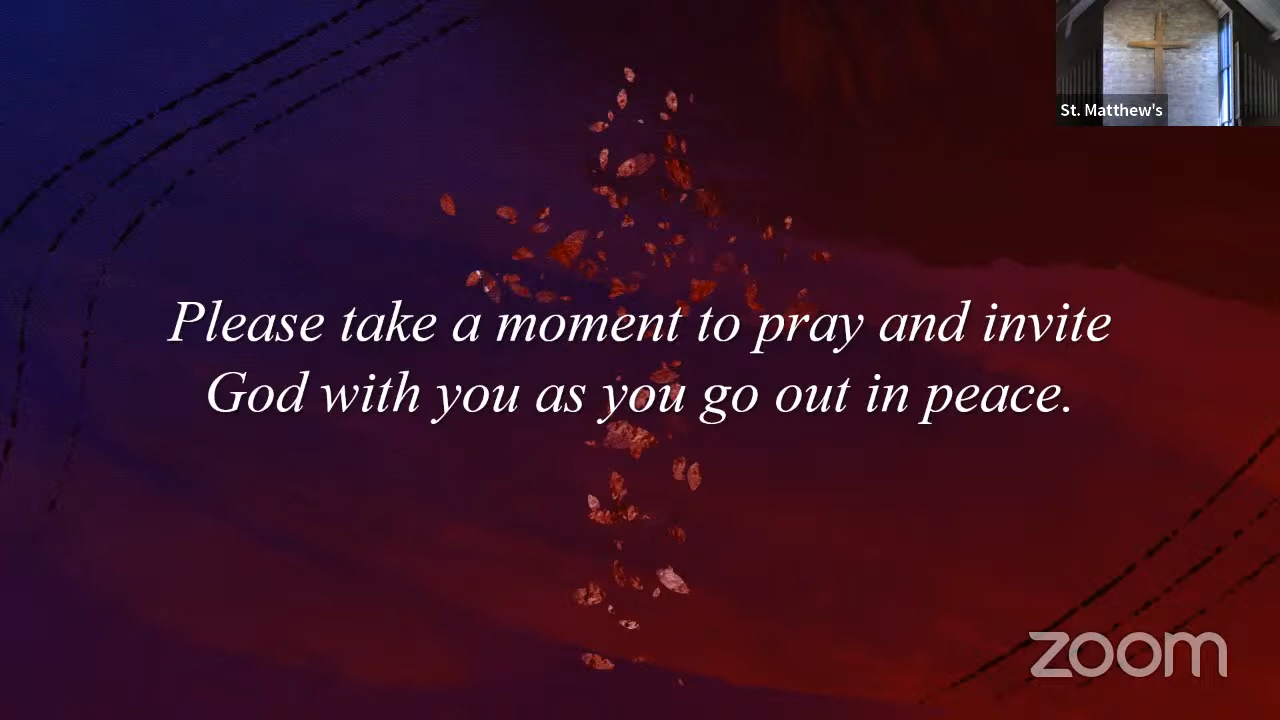 St. Matthew's
Please take a moment to pray and invite
God with you as you go out in peace.
zoom